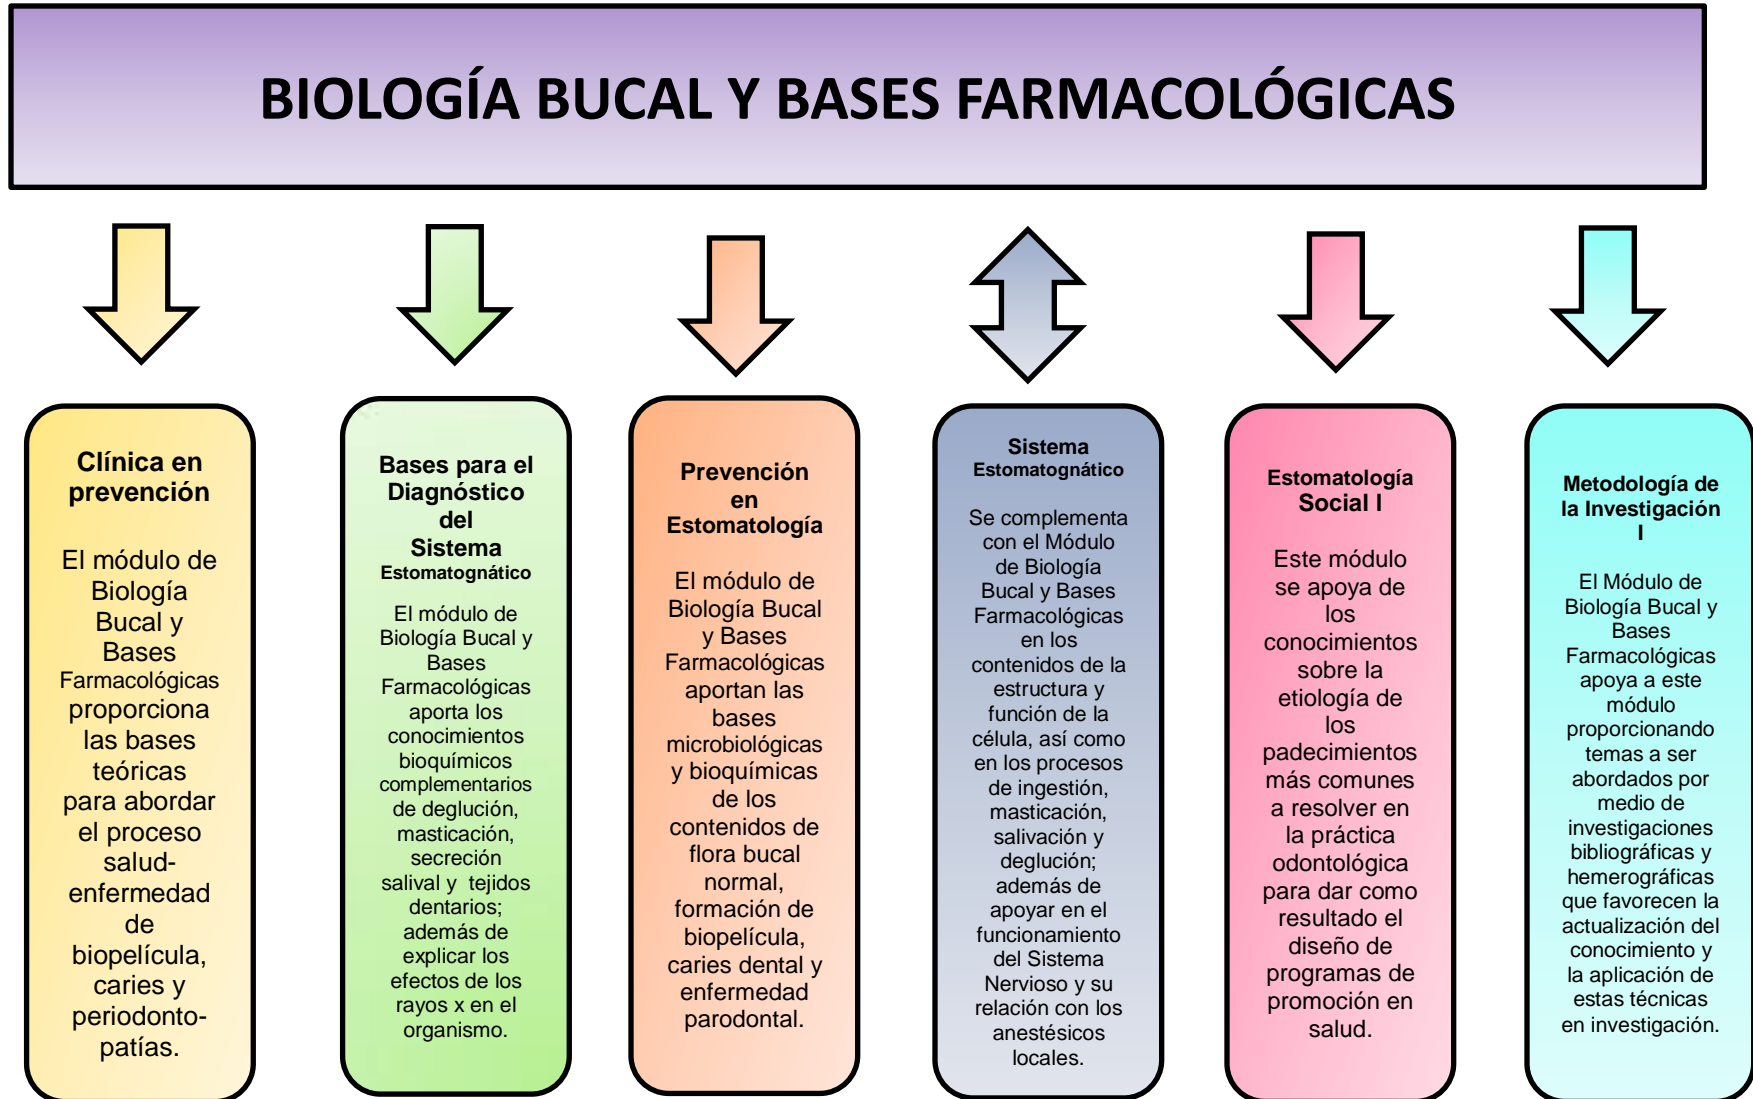 BIOLOGÍA BUCAL Y BASES FARMACOLÓGICAS
Clínica en
prevención
El módulo de
Biología
Bucal y
Bases
Farmacológicas
proporciona
las bases
teóricas
para abordar
el proceso
salud-
enfermedad
de
biopelícula,
caries y
periodonto-
patías.
Bases para el
Diagnóstico
del
Sistema
Estomatognático
El módulo de
Biología Bucal y
Bases
Farmacológicas
aporta los
conocimientos
bioquímicos
complementarios
de deglución,
masticación,
secreción
salival y tejidos
dentarios;
además de
explicar los
efectos de los
rayos x en el
organismo.
Prevención
en
Estomatología
El módulo de
Biología Bucal
y Bases
Farmacológicas
aportan las
bases
microbiológicas
y bioquímicas
de los
contenidos de
flora bucal
normal,
formación de
biopelícula,
caries dental y
enfermedad
parodontal.
Sistema
Estomatognático
Se complementa
con el Módulo
de Biología
Bucal y Bases
Farmacológicas
en los
contenidos de la
estructura y
función de la
célula, así como
en los procesos
de ingestión,
masticación,
salivación y
deglución;
además de
apoyar en el
funcionamiento
del Sistema
Nervioso y su
relación con los
anestésicos
locales.
Estomatología
Social I
Este módulo
se apoya de
los
conocimientos
sobre la
etiología de
los
padecimientos
más comunes
a resolver en
la práctica
odontológica
para dar como
resultado el
diseño de
programas de
promoción en
salud.
Metodología de
la Investigación
I
El Módulo de
Biología Bucal y
Bases
Farmacológicas
apoya a este
módulo
proporcionando
temas a ser
abordados por
medio de
investigaciones
bibliográficas y
hemerográficas
que favorecen la
actualización del
conocimiento y
la aplicación de
estas técnicas
en investigación.